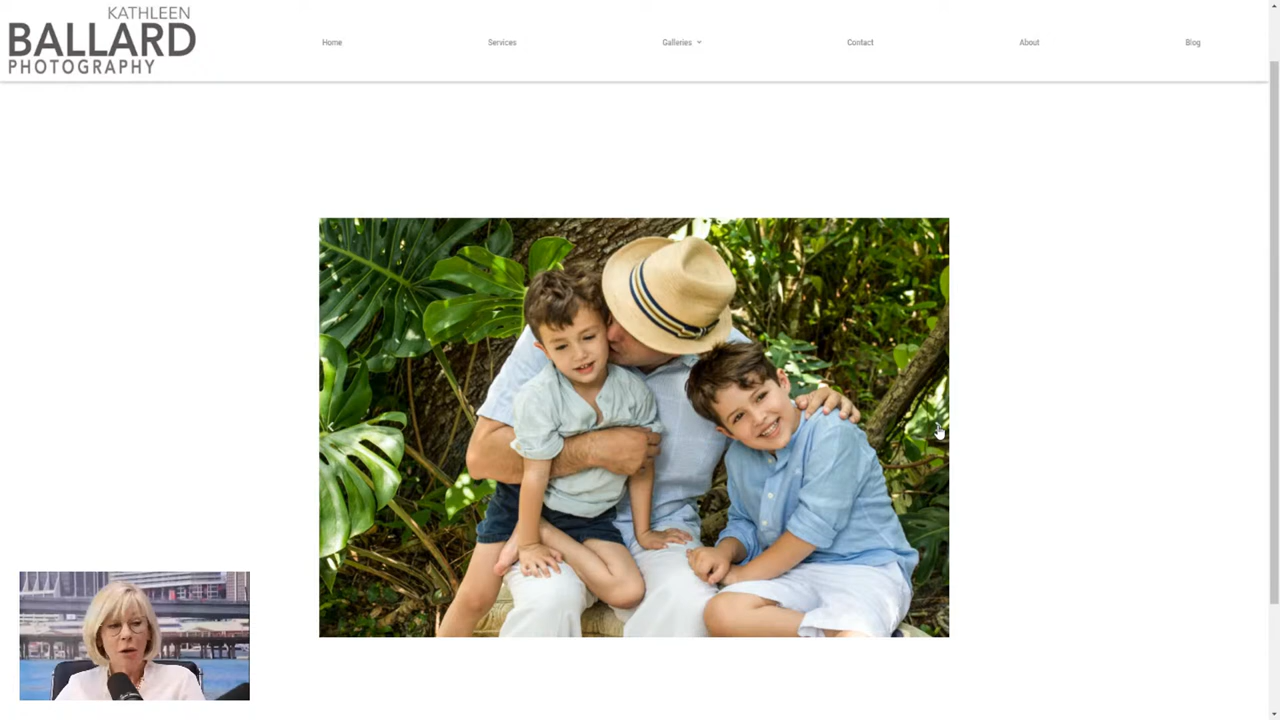 KATHLEEN
BALLARD
PHOTOGRAPHY
Home
Services
Galleries
Contact
About
Blog